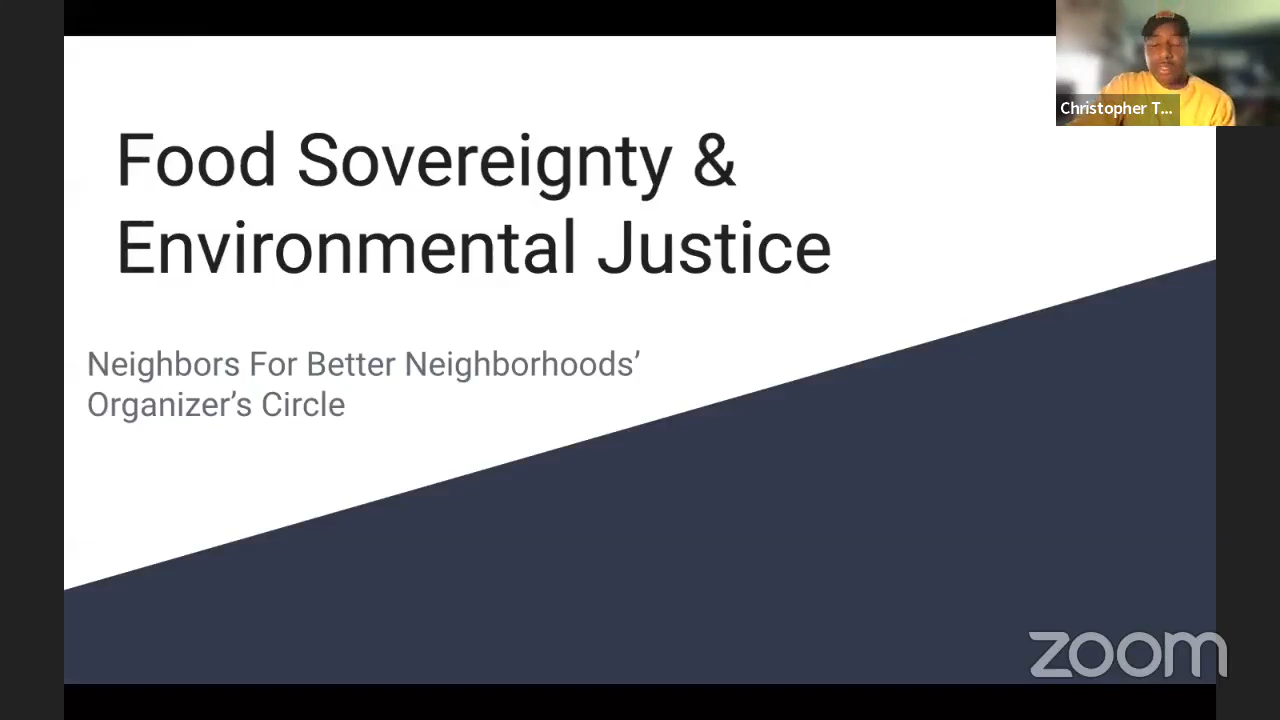 Food Sovereignty &
Environmental Justice
Neighbors For Better Neighborhoods’
Organizer’s Circle
Christopher T...
zoom